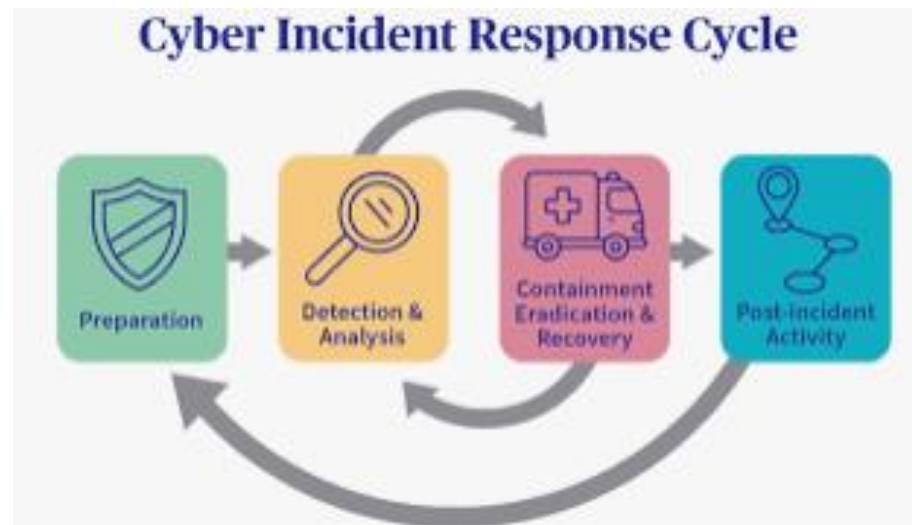 Cyber Incident Response Cycle
Preparation
Detection &
Analysis
Containment
Eradication &
Recovery
Post-incident
Activity